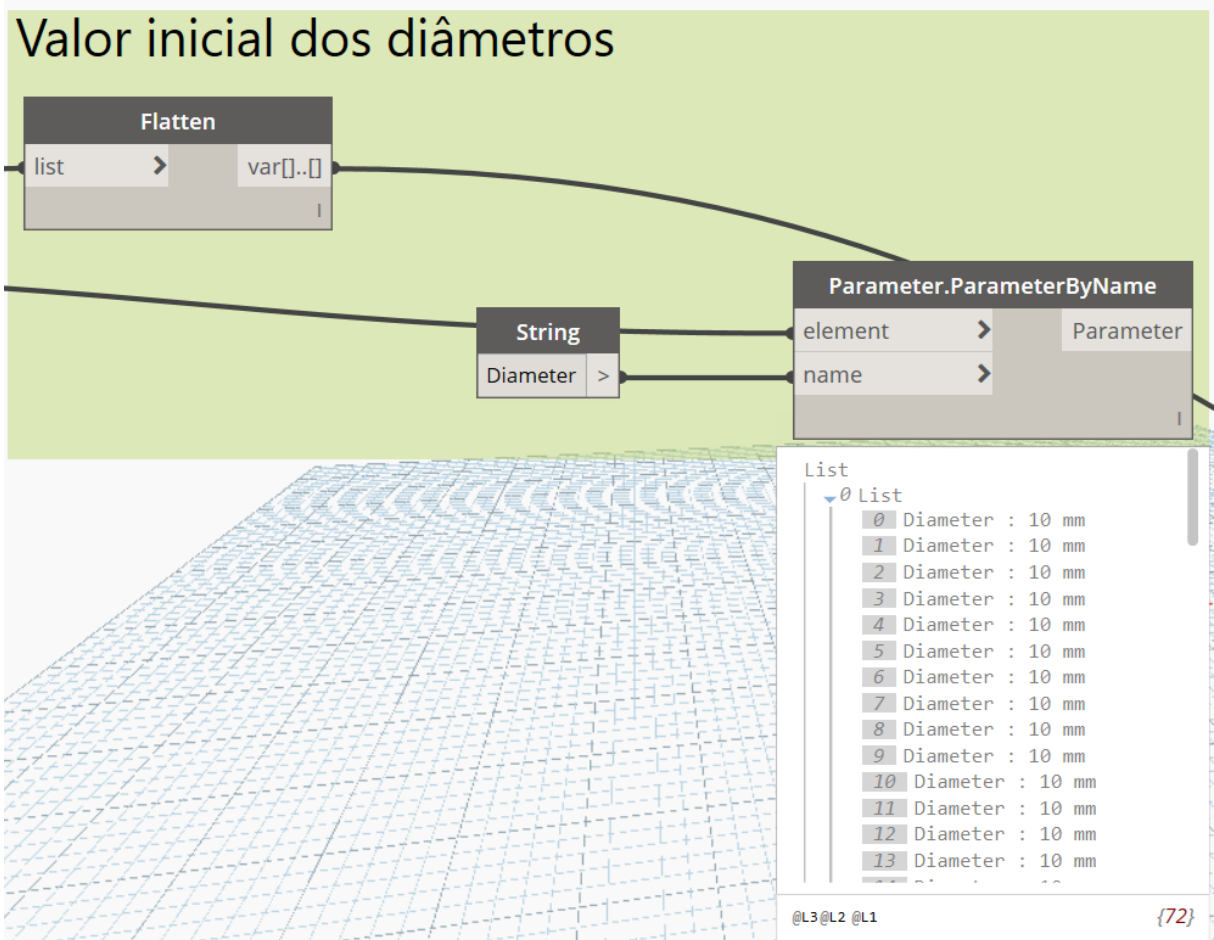 Valor inicial dos diâmetros
Flatten
list > var[]..[]
l
Parameter.ParameterByName
String
element > Parameter
Diameter >
name >
l
List
0 List
0 Diameter : 10 mm
1 Diameter : 10 mm
2 Diameter : 10 mm
3 Diameter : 10 mm
4 Diameter : 10 mm
5 Diameter : 10 mm
6 Diameter : 10 mm
7 Diameter : 10 mm
8 Diameter : 10 mm
9 Diameter : 10 mm
10 Diameter : 10 mm
11 Diameter : 10 mm
12 Diameter : 10 mm
13 Diameter : 10 mm
@L3 @L2 @L1 {72}